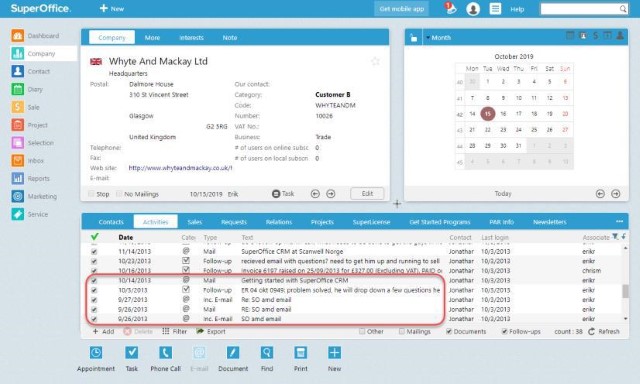 SuperOffice
+ New
Get mobile app
Help
Dashboard
Company
Contact
Diary
Sale
Project
Selection
Inbox
Reports
Marketing
Service
Company More Interests Note
Whyte And Mackay Ltd
Headquarters
Postal: Dalmore House
310 St Vincent Street
Glasgow
G2 5RG
United Kingdom
Telephone:
Fax:
Web site: http://www.whyteandmackay.co.uk/
E-mail:
Our contact:
Category: Customer B
Code: WHYTEANDM
Number: 10026
VAT No.:
Business: Trade
# of users on online subsc 0
# of users on local subscri 0
Stop No Mailings 10/15/2019 Erik Task Edit
Month
October 2019
Mon Tue Wed Thu Fri Sat Sun
40 30 1 2 3 4 5 6
41 7 8 9 10 11 12 13
42 14 15 16 17 18 19 20
43 21 22 23 24 25 26 27
44 28 29 30 31 1 2 3
45 4 5 6 7 8 9 10
Today
Contacts Activities Sales Requests Relations Projects SuperLicense Get Started Programs PMI Info Newsletters
Date Categ Type Text Contact Last login Associate
11/14/2013 Mail SuperOffice CRM at Scamwell Norge Jonathar 10/3/2013 erikr
10/23/2013 Follow-up recieved email with questions? need to get him up and running to sell Jonathar 10/3/2013 erikr
10/16/2013 Follow-up Invoice 6197 raised on 25/09/2013 for £327.00 (Excluding VAT). PAID o Jonathar 10/3/2013 chrism
10/14/2013 Mail Getting started with SuperOffice CRM Jonathar 10/3/2013 erikr
10/3/2013 Follow-up ER 04 okt 0949: problem solved, he will drop down a few questions he Jonathar 10/3/2013 erikr
9/27/2013 Inc. E-mail Re: SO amd email Jonathar 10/3/2013 erikr
9/26/2013 Mail RE: SO amd email Jonathar 10/3/2013 erikr
9/26/2013 Inc. E-mail SO amd email Jonathar 10/3/2013 erikr
+ Add Delete Filter Export Other Mailings Documents Follow-ups count : 38 Refresh
Appointment Task Phone Call E-mail Document Find Print New